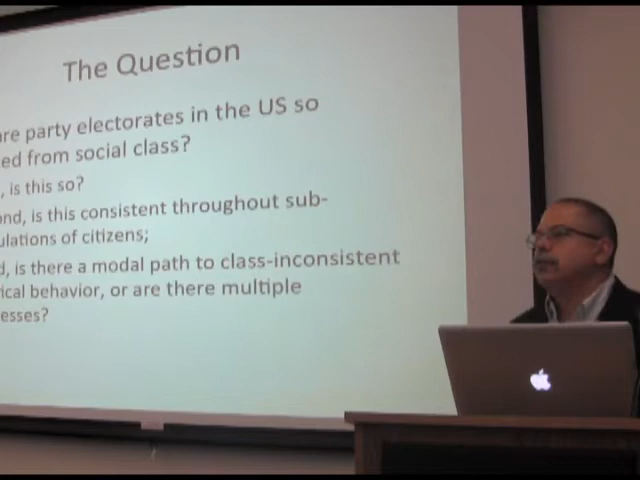 The Question
are party electorates in the US so
ed from social class?
, is this so?
ond, is this consistent throughout sub-
ulations of citizens;
d, is there a modal path to class-inconsistent
ical behavior, or are there multiple
esses?